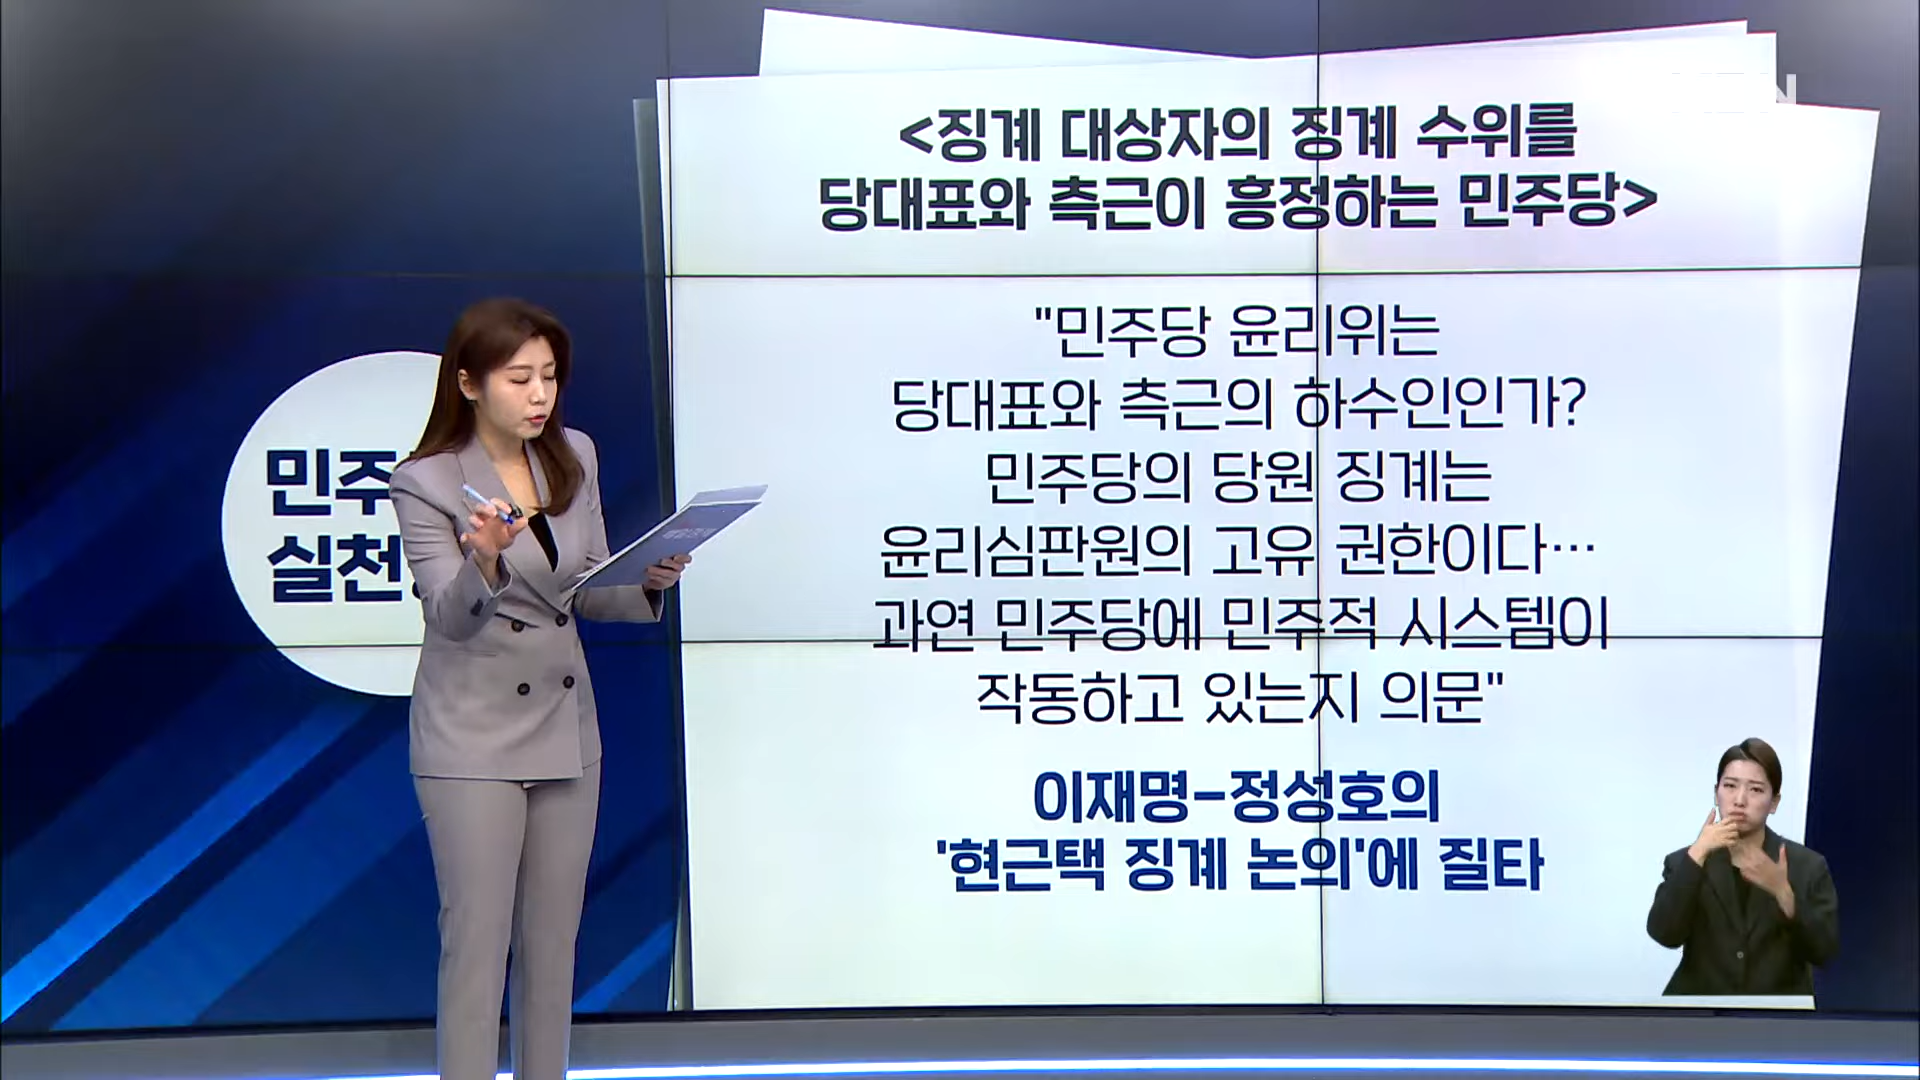 <징계 대상자의 징계 수위를
당대표와 측근이 흥정하는 민주당>
"민주당 윤리위는
당대표와 측근의 하수인인가?
민주당의 당원 징계는
윤리심판원의 고유 권한이다…
과연 민주당에 민주적 시스템이
작동하고 있는지 의문"
이재명-정성호의
'현근택 징계 논의'에 질타
민주
실천